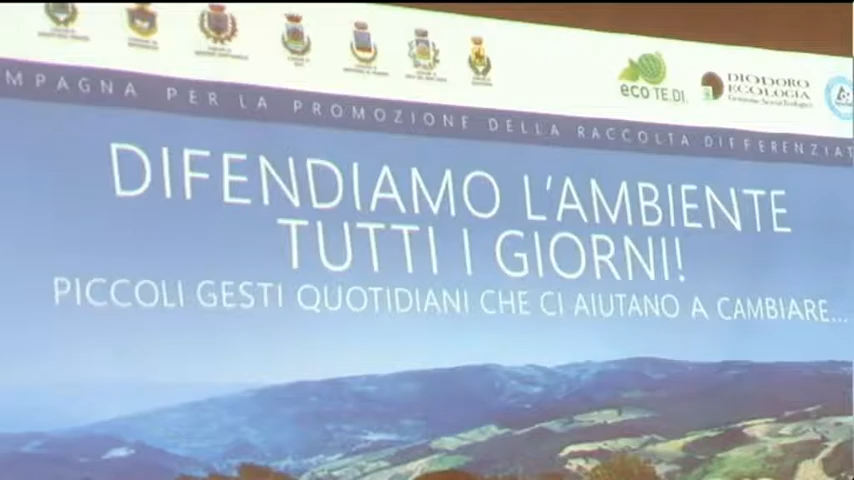 eco TE.DI.
DIODORO
ECOLOGIA
MPAGNA PER LA PROMOZIONE DELLA RACCOLTA DIFFERENZIAT
DIFENDIAMO L'AMBIENTE
TUTTI I GIORNI!
PICCOLI GESTI QUOTIDIANI CHE CI AIUTANO A CAMBIARE...